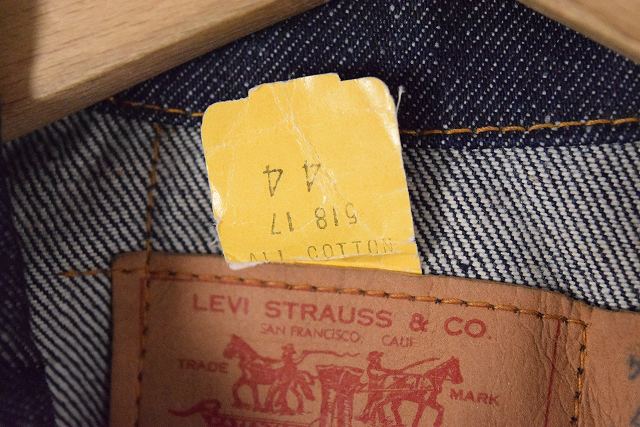 44
518 17
ALL COTTON
LEVI STRAUSS & CO.
SAN FRANCISCO, CALIF
TRADE MARK